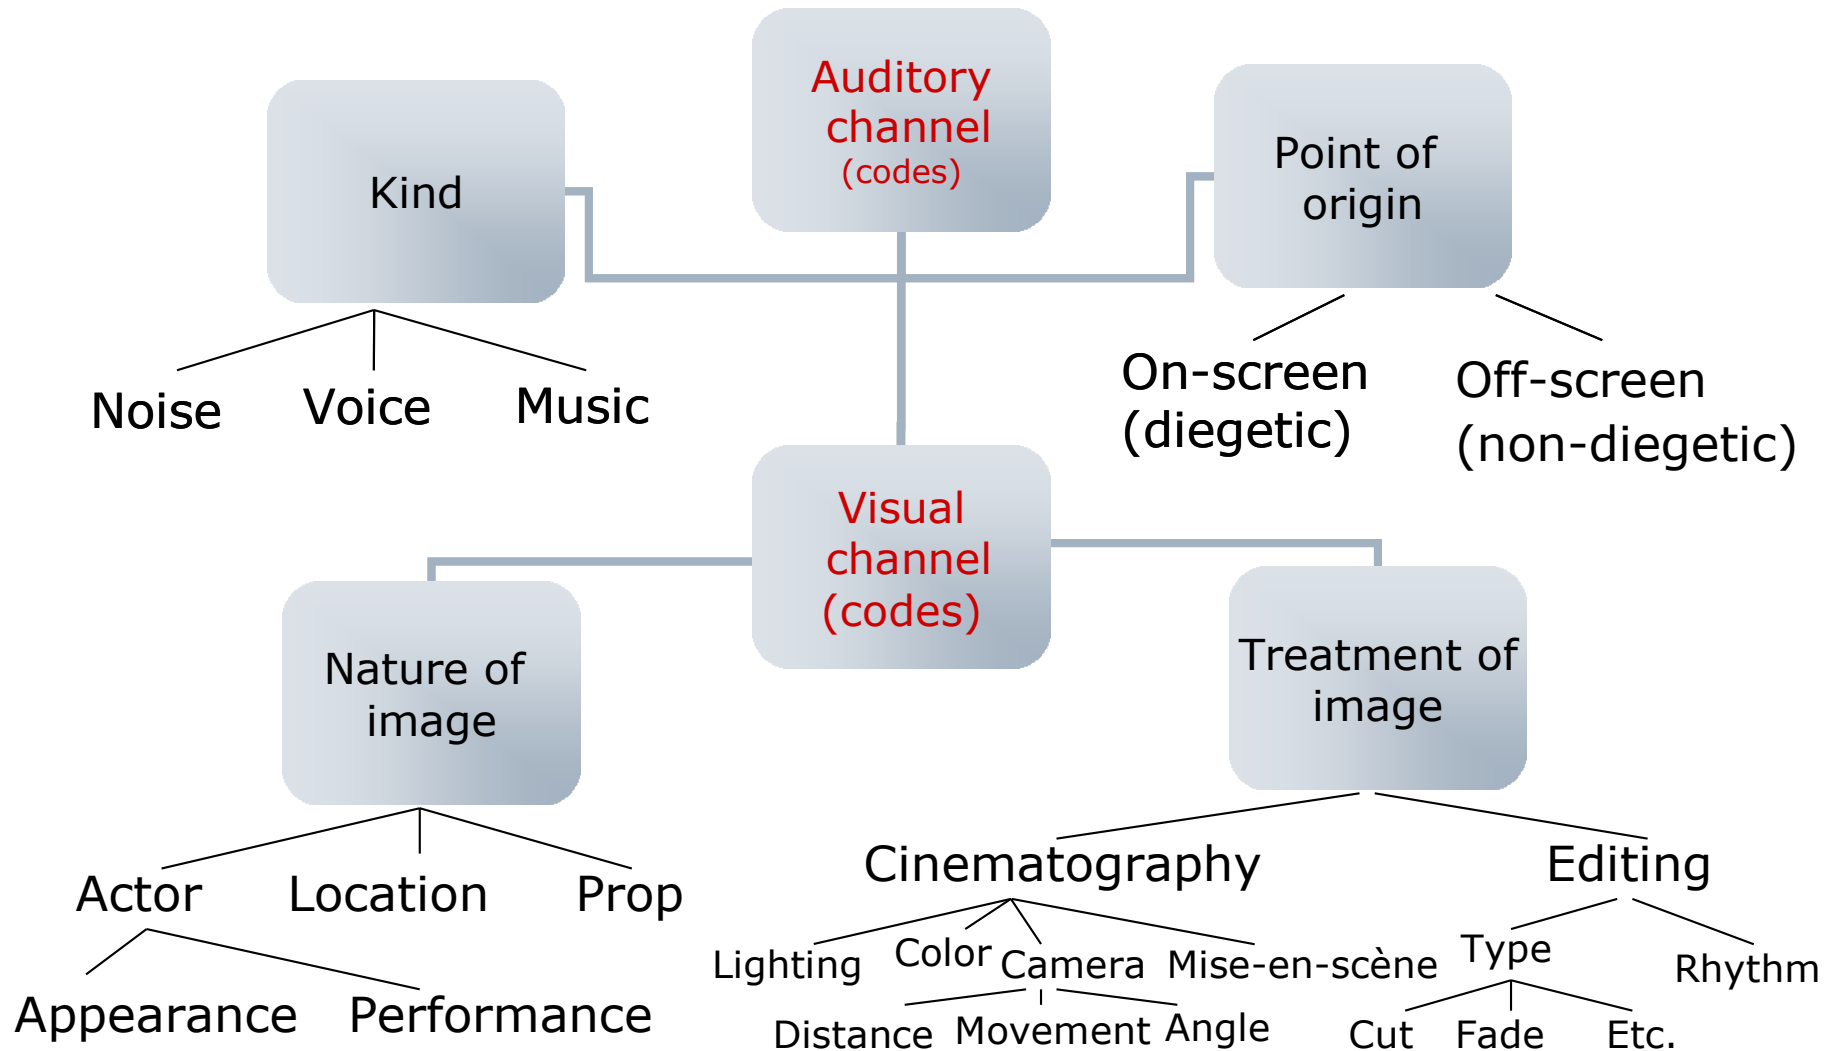 Auditory
channel
(codes)
Kind
Point of
origin
Noise
Voice
Music
On-screen
(diegetic)
Off-screen
(non-diegetic)
Visual
channel
(codes)
Nature of
image
Treatment of
image
Actor
Location
Prop
Appearance
Performance
Cinematography
Editing
Lighting
Color
Camera
Mise-en-scène
Type
Rhythm
Distance
Movement
Angle
Cut
Fade
Etc.